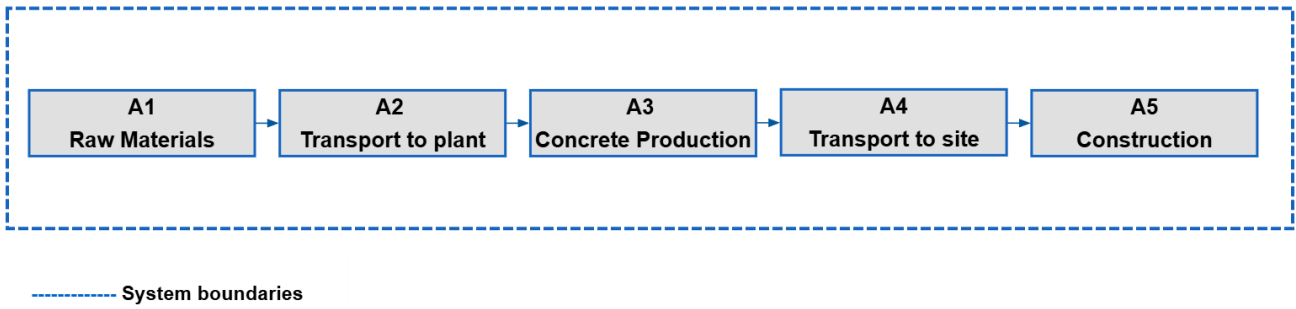 A1
Raw Materials
A2
Transport to plant
A3
Concrete Production
A4
Transport to site
A5
Construction
System boundaries